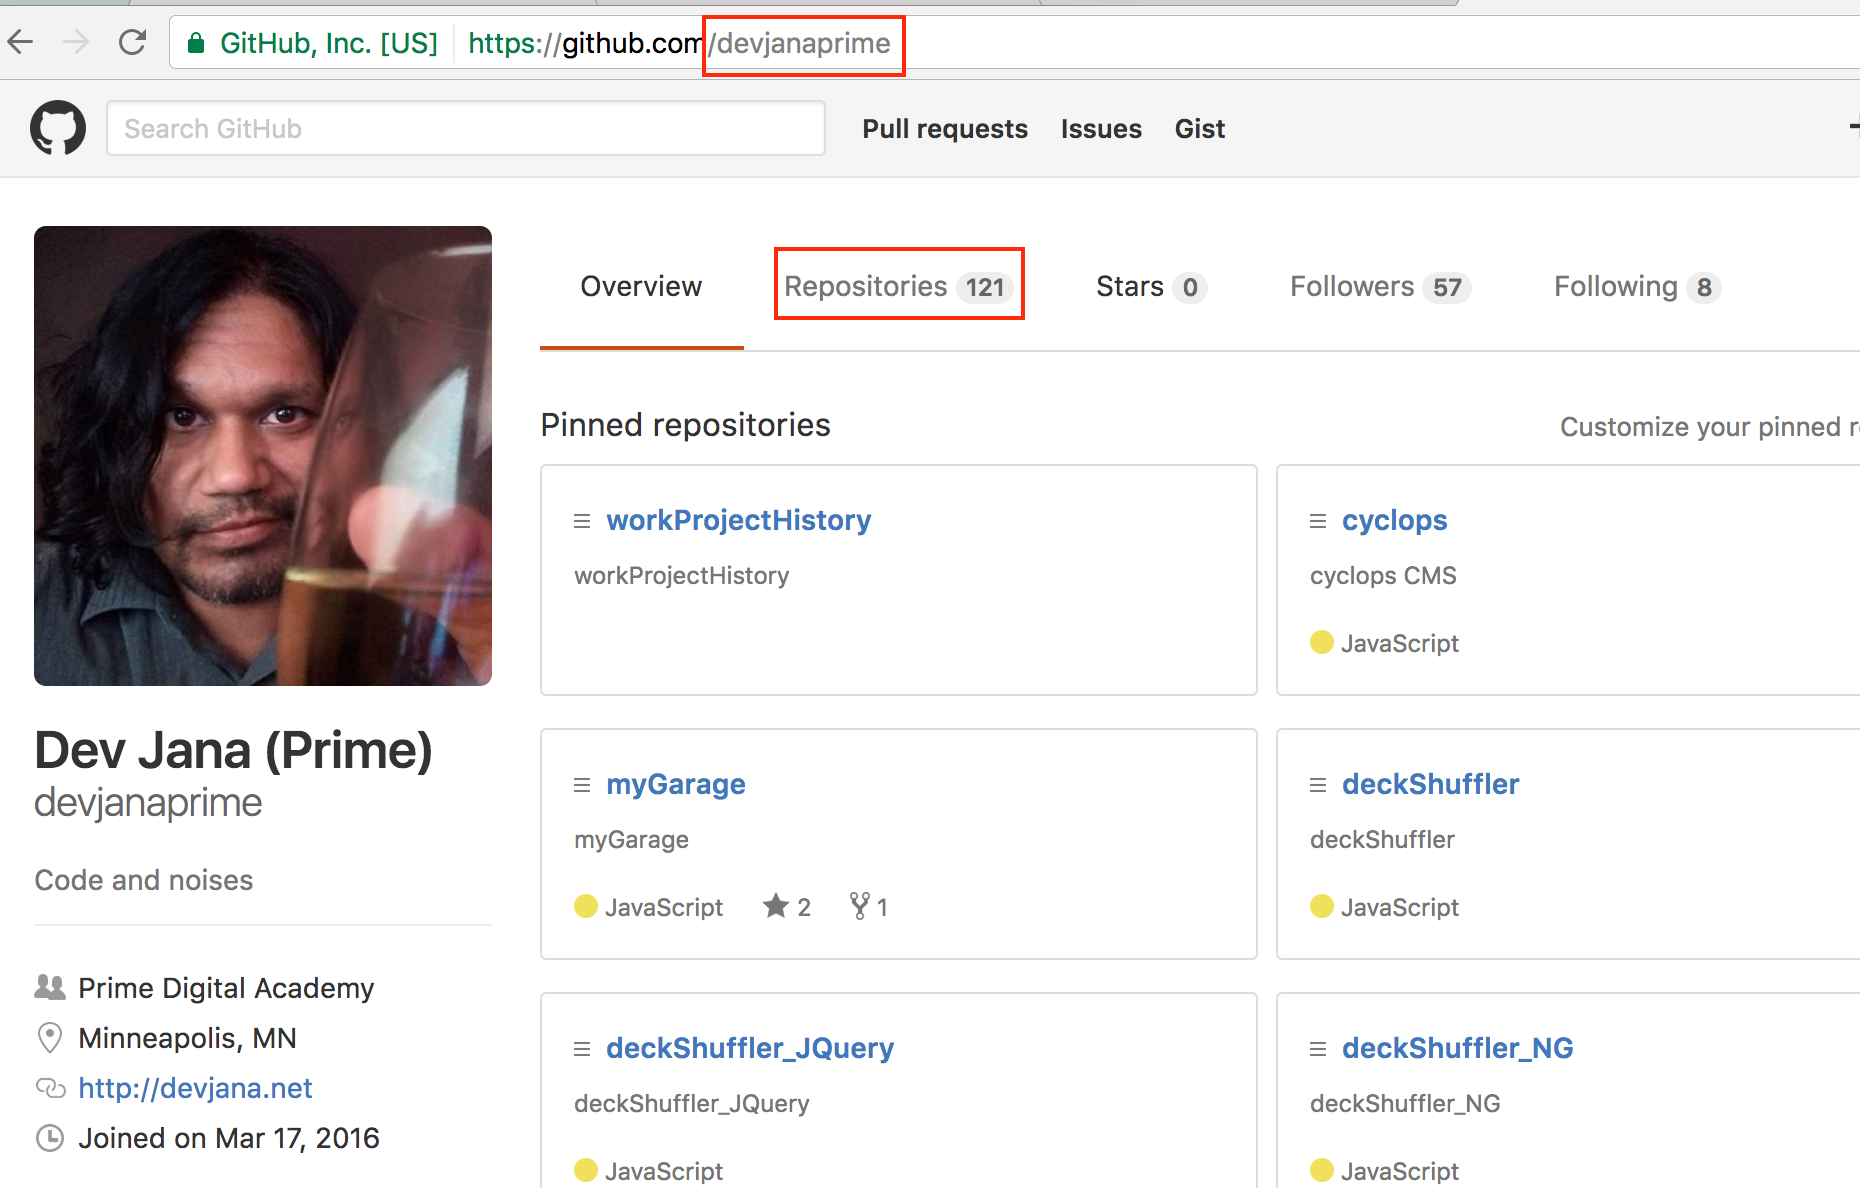 GitHub, Inc. [US] https://github.com/devjanaprime
Search GitHub Pull requests Issues Gist
Overview Repositories 121 Stars 0 Followers 57 Following 8
Pinned repositories Customize your pinned
workProjectHistory
workProjectHistory
cyclops
cyclops CMS
JavaScript
Dev Jana (Prime)
devjanaprime
Code and noises
Prime Digital Academy
Minneapolis, MN
http://devjana.net
Joined on Mar 17, 2016
myGarage
myGarage
JavaScript 2 1
deckShuffler
deckShuffler
JavaScript
deckShuffler_JQuery
deckShuffler_JQuery
JavaScript
deckShuffler_NG
deckShuffler_NG
JavaScript